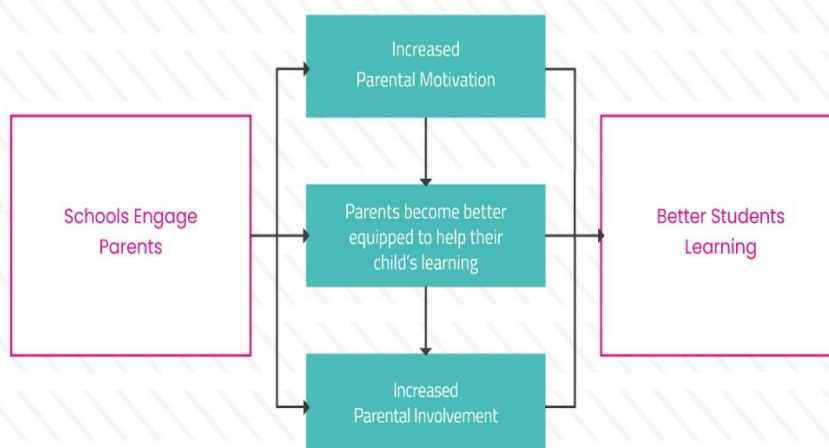 Increased
Parental Motivation
Schools Engage
Parents
Parents become better
equipped to help their
child's learning
Better Students
Learning
Increased
Parental Involvement